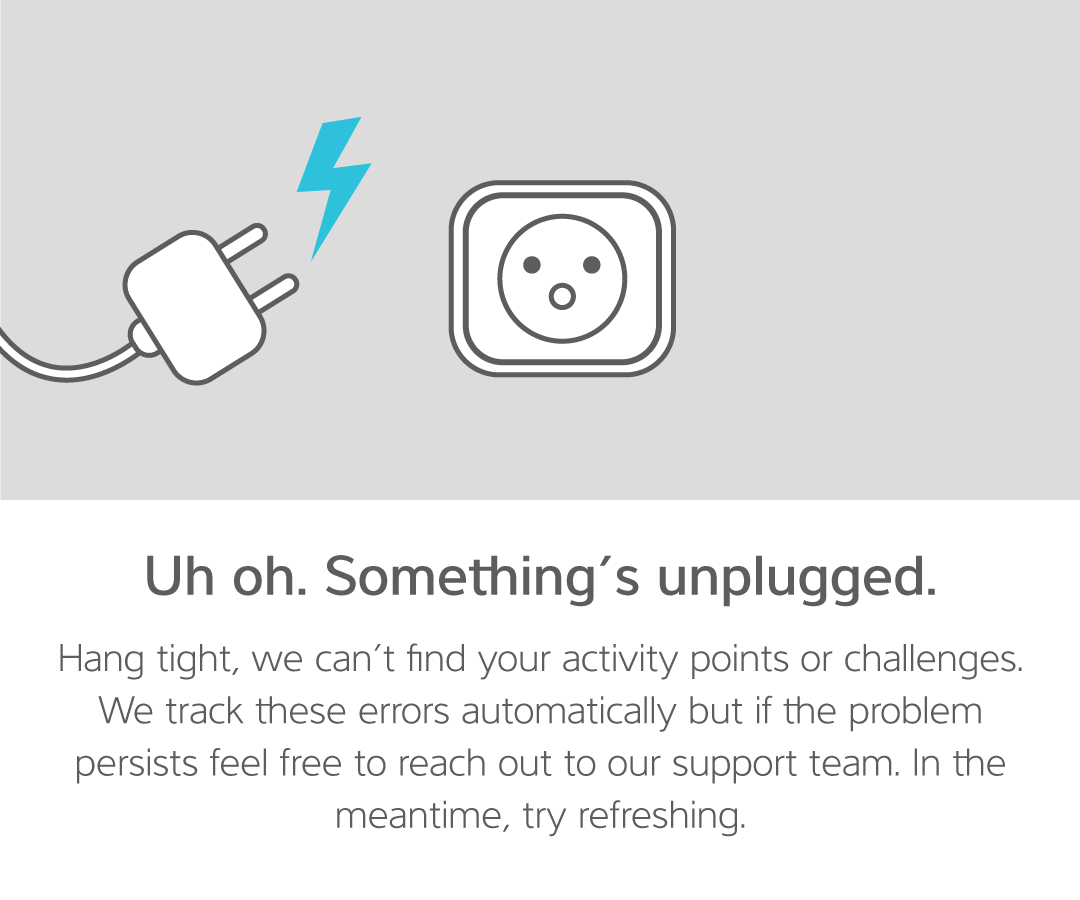 Uh oh. Something´s unplugged.
Hang tight, we can´t find your activity points or challenges.
We track these errors automatically but if the problem
persists feel free to reach out to our support team. In the
meantime, try refreshing.